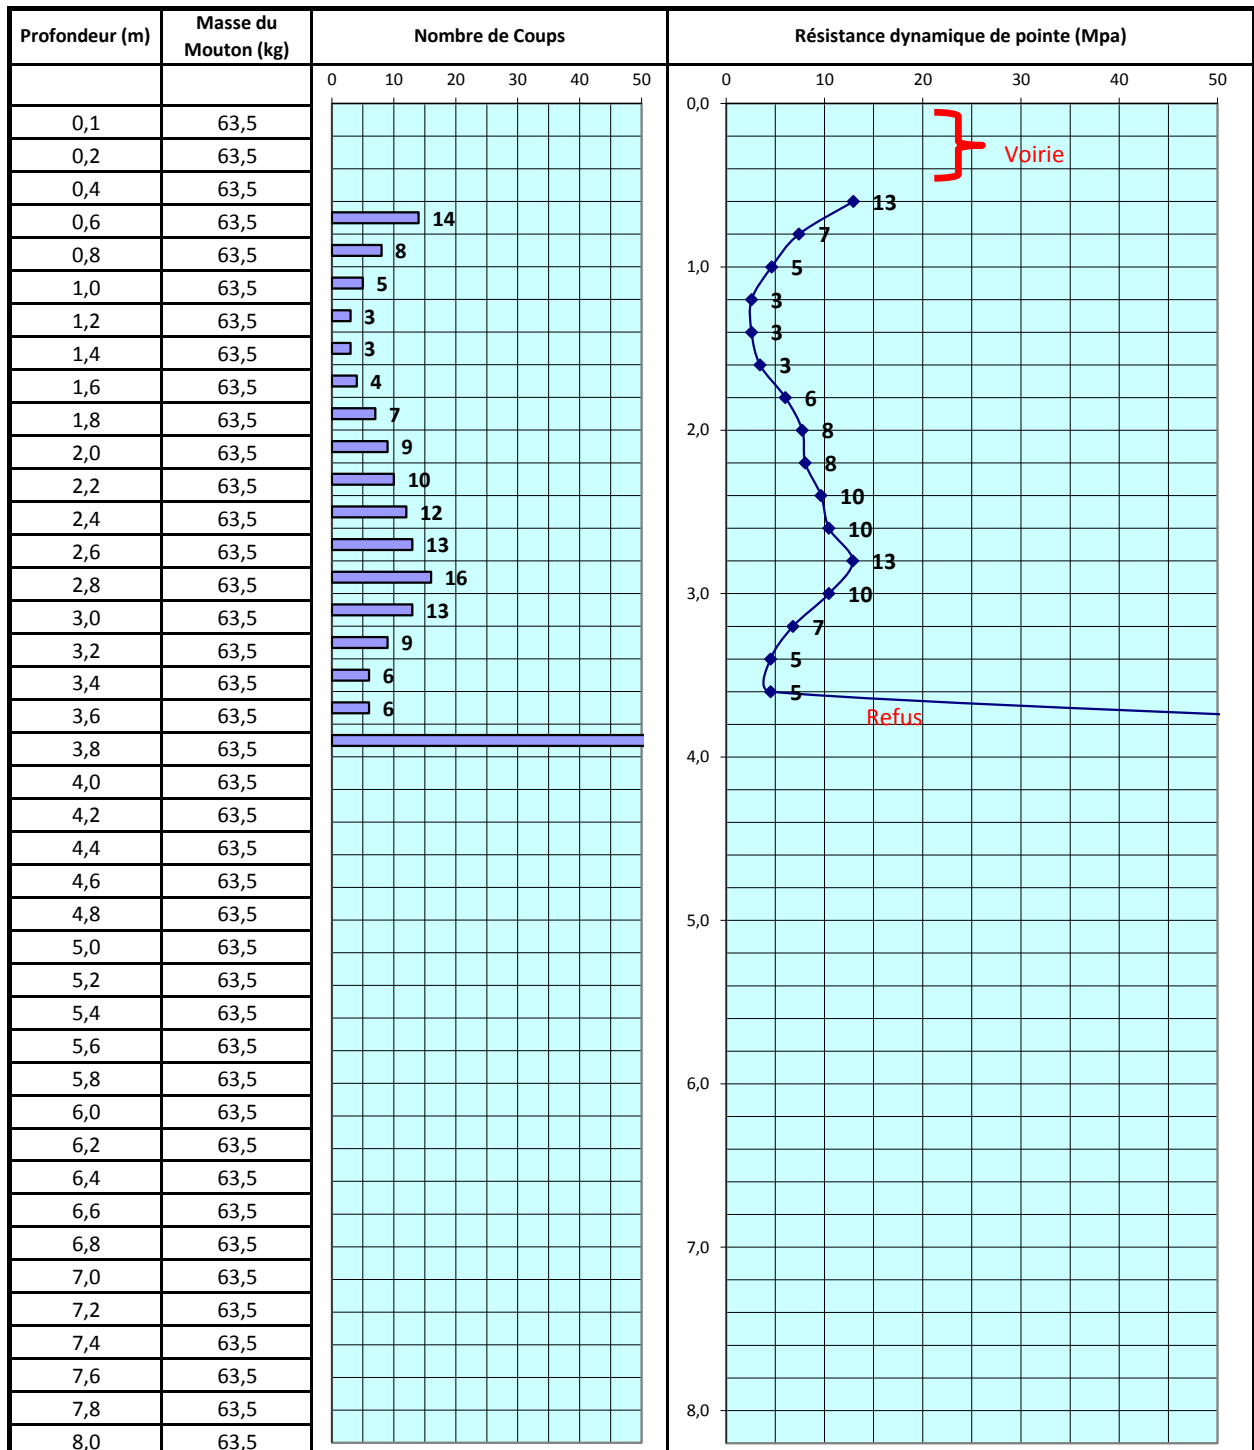 Profondeur (m) Masse du Mouton (kg) Nombre de Coups Résistance dynamique de pointe (Mpa)
0 10 20 30 40 50 0 10 20 30 40 50
0,0
0,1 63,5
0,2 63,5 Voirie
0,4 63,5
0,6 63,5 14 13
0,8 63,5 8 7
1,0 63,5 5 1,0 5
1,2 63,5 3 3
1,4 63,5 3 3
1,6 63,5 4 3
1,8 63,5 7 6
2,0 63,5 9 2,0 8
2,2 63,5 10 8
2,4 63,5 12 10
2,6 63,5 13 10
2,8 63,5 16 13
3,0 63,5 13 3,0 10
3,2 63,5 9 7
3,4 63,5 6 5
3,6 63,5 6 5
Refus
3,8 63,5
4,0 63,5 4,0
4,2 63,5
4,4 63,5
4,6 63,5
4,8 63,5
5,0 63,5 5,0
5,2 63,5
5,4 63,5
5,6 63,5
5,8 63,5
6,0 63,5 6,0
6,2 63,5
6,4 63,5
6,6 63,5
6,8 63,5
7,0 63,5 7,0
7,2 63,5
7,4 63,5
7,6 63,5
7,8 63,5
8,0 63,5 8,0